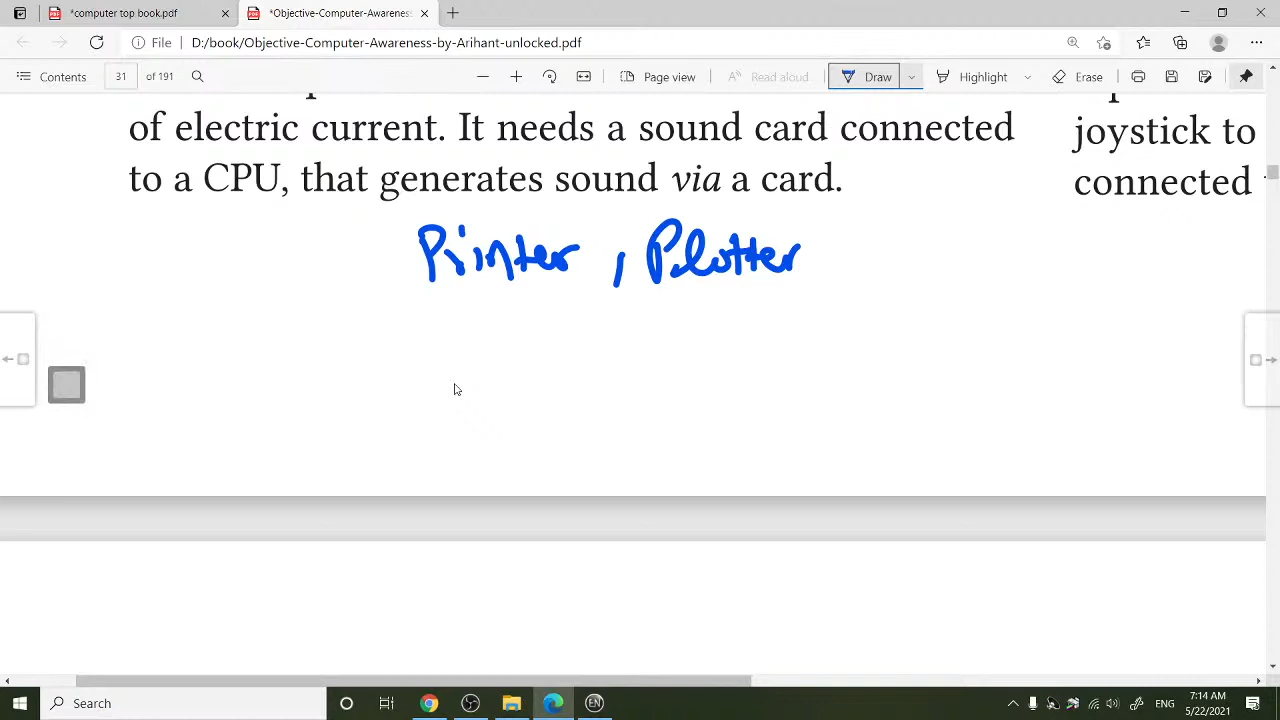 *computer top book.pdf
*Objective-Computer-Awareness
File D:/book/Objective-Computer-Awareness-by-Arihant-unlocked.pdf
Contents 31 of 191 Page view Read aloud Draw Highlight Erase
of electric current. It needs a sound card connected
to a CPU, that generates sound via a card.
joystick to
connected
Printer , Plotter
Search
ENG
7:14 AM
5/22/2021